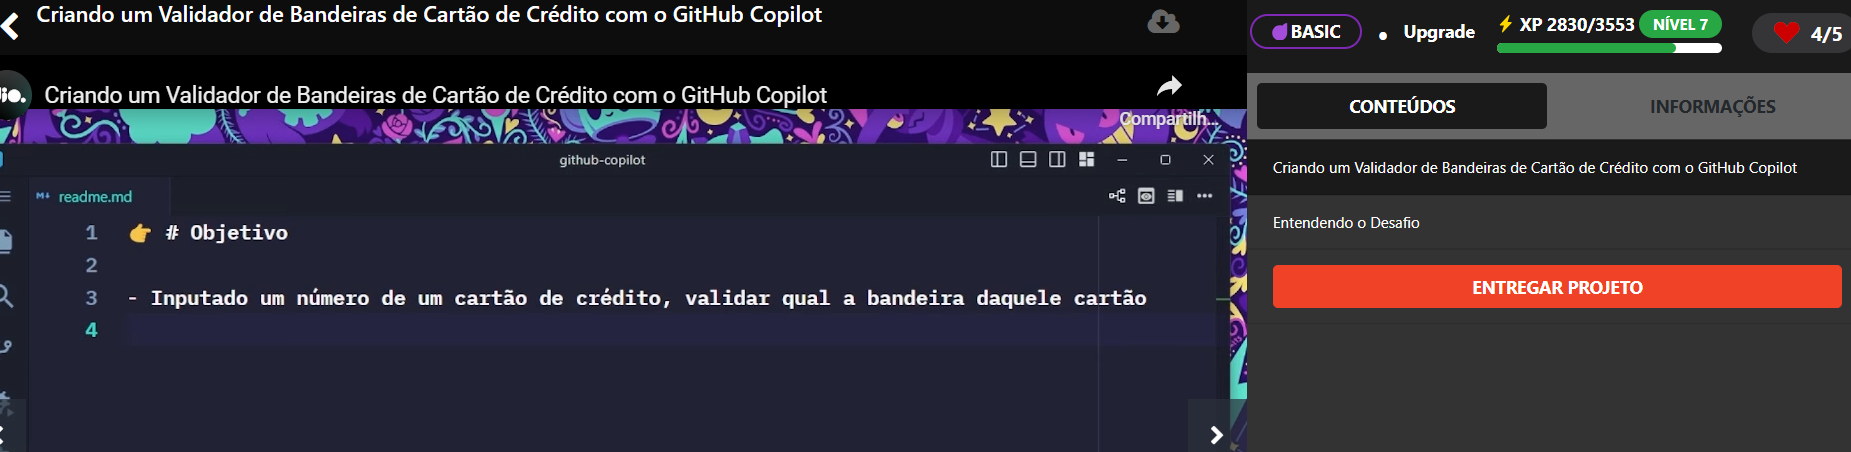 Criando um Validador de Bandeiras de Cartão de Crédito com o GitHub Copilot
BASIC
Upgrade
XP 2830/3553
NÍVEL 7
4/5
Criando um Validador de Bandeiras de Cartão de Crédito com o GitHub Copilot
Compartilh...
CONTEÚDOS
INFORMAÇÕES
github-copilot
readme.md
1 👉 # Objetivo
2
3 - Inputado um número de um cartão de crédito, validar qual a bandeira daquele cartão
4
Criando um Validador de Bandeiras de Cartão de Crédito com o GitHub Copilot
Entendendo o Desafio
ENTREGAR PROJETO